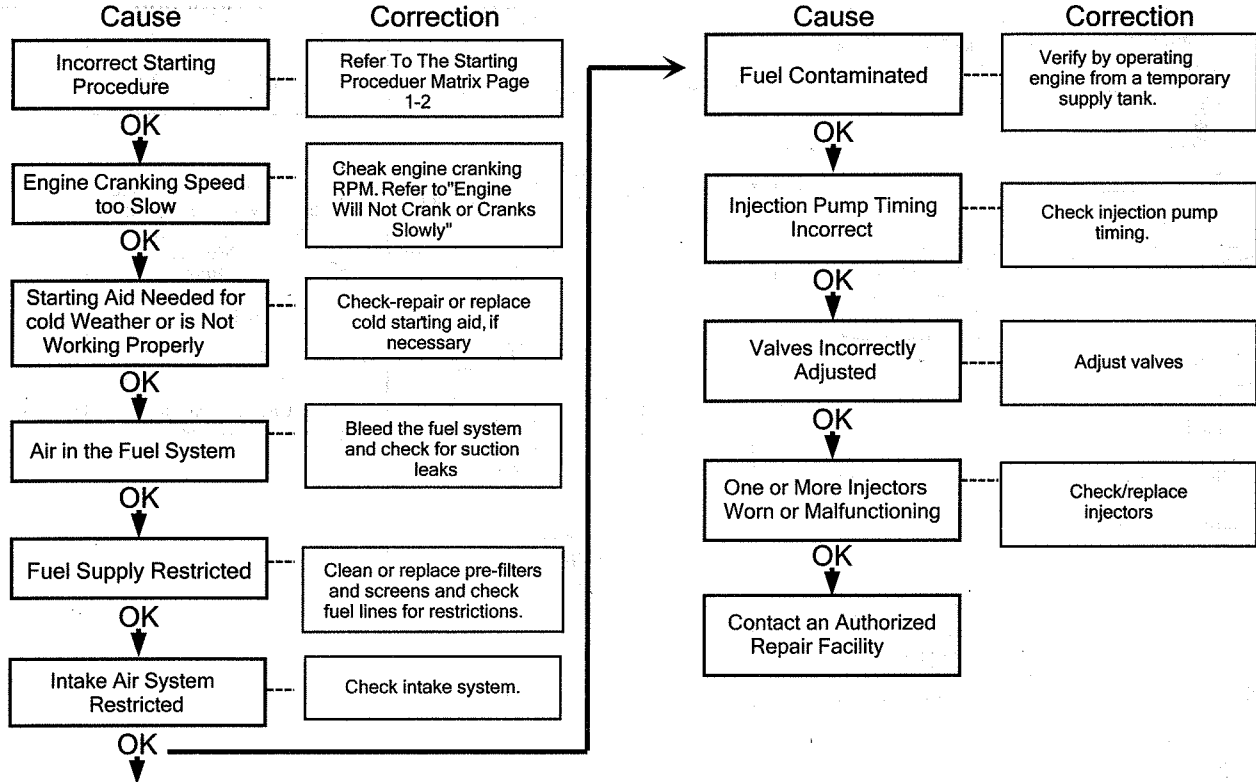 Cause
Correction
Incorrect Starting
Procedure
Refer To The Starting
Proceduer Matrix Page
1-2
OK
Engine Cranking Speed
too Slow
Cheak engine cranking
RPM. Refer to"Engine
Will Not Crank or Cranks
Slowly"
OK
Starting Aid Needed for
cold Weather or is Not
Working Properly
Check-repair or replace
cold starting aid, if
necessary
OK
Air in the Fuel System
Bleed the fuel system
and check for suction
leaks
OK
Fuel Supply Restricted
Clean or replace pre-filters
and screens and check
fuel lines for restrictions.
OK
Intake Air System
Restricted
Check intake system.
OK
Cause
Correction
Fuel Contaminated
Verify by operating
engine from a temporary
supply tank.
OK
Injection Pump Timing
Incorrect
Check injection pump
timing.
OK
Valves Incorrectly
Adjusted
Adjust valves
OK
One or More Injectors
Worn or Malfunctioning
Check/replace
injectors
OK
Contact an Authorized
Repair Facility